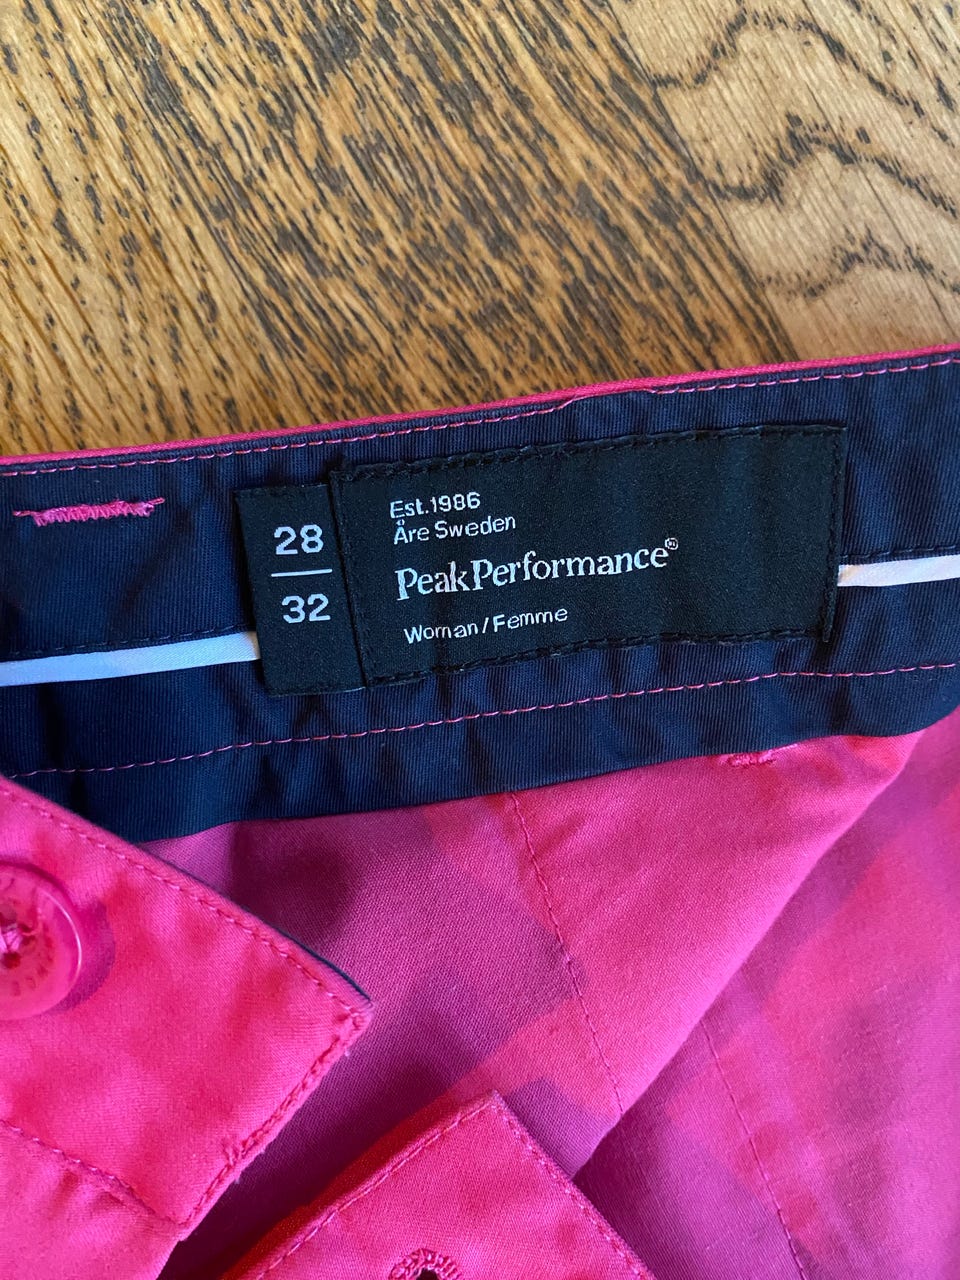 28
32
Est.1986
Åre Sweden
PeakPerformance®
Woman/Femme